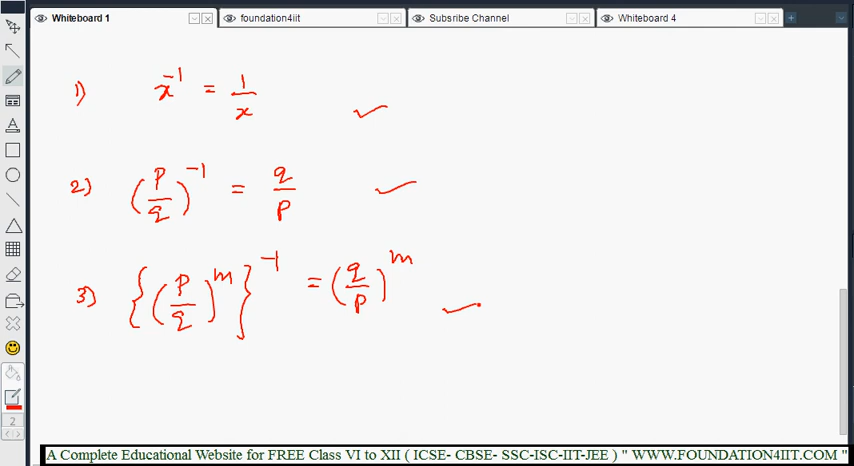 Whiteboard 1 foundation4iit Subsribe Channel Whiteboard 4
1) x⁻¹ = 1/x
2) (p/q)⁻¹ = q/p
3) {(p/q)ᵐ}⁻¹ = (q/p)ᵐ
2
A Complete Educational Website for FREE Class VI to XII ( ICSE- CBSE- SSC-ISC-IIT-JEE ) " WWW.FOUNDATION4IIT.COM "